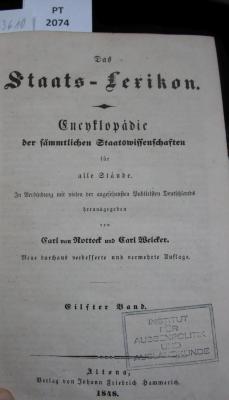 PT
2074
3610
Das
Staats-Lexikon.
Encyklopädie
der sämmtlichen Staatswissenschaften
für
alle Stände.
In Verbindung mit vielen der angesehensten Publicisten Deutschlands
herausgegeben
von
Carl von Rotteck und Carl Welcker.
Neue durchaus verbesserte und vermehrte Auflage.
Eilfter Band.
INSTITUT
FÜR
AUSSENPOLITIK
UND
AUSLANDSKUNDE
Altona,
Verlag von Johann Friedrich Hammerich.
1848.